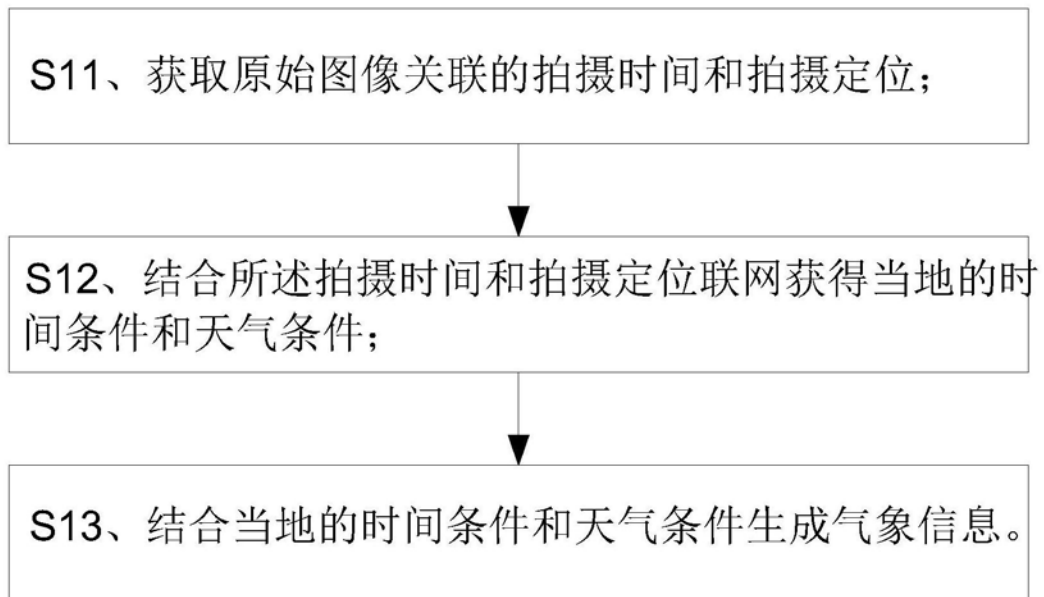 S11、获取原始图像关联的拍摄时间和拍摄定位；
S12、结合所述拍摄时间和拍摄定位联网获得当地的时
间条件和天气条件；
S13、结合当地的时间条件和天气条件生成气象信息。